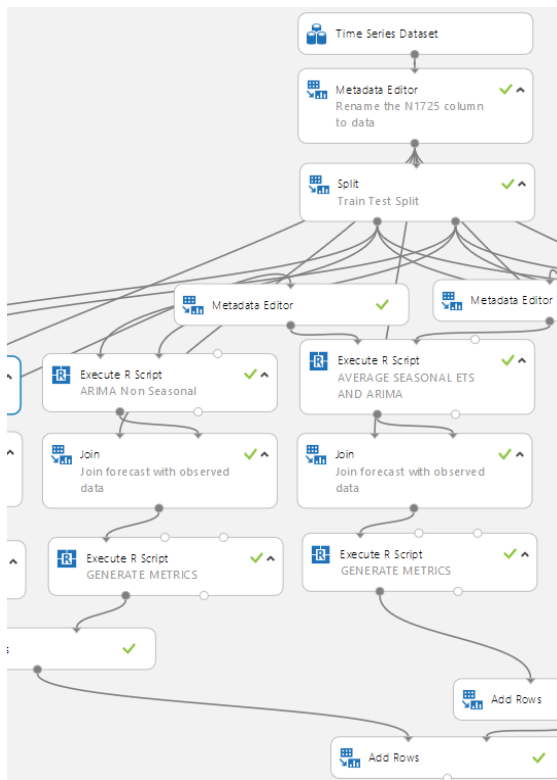 Time Series Dataset
Metadata Editor
Rename the N1725 column
to data
Split
Train Test Split
Metadata Editor
Metadata Editor
Execute R Script
ARIMA Non Seasonal
Execute R Script
AVERAGE SEASONAL ETS
AND ARIMA
Join
Join forecast with observed
data
Join
Join forecast with observed
data
R
Execute R Script
GENERATE METRICS
R
Execute R Script
GENERATE METRICS
s
Add Rows
Add Rows